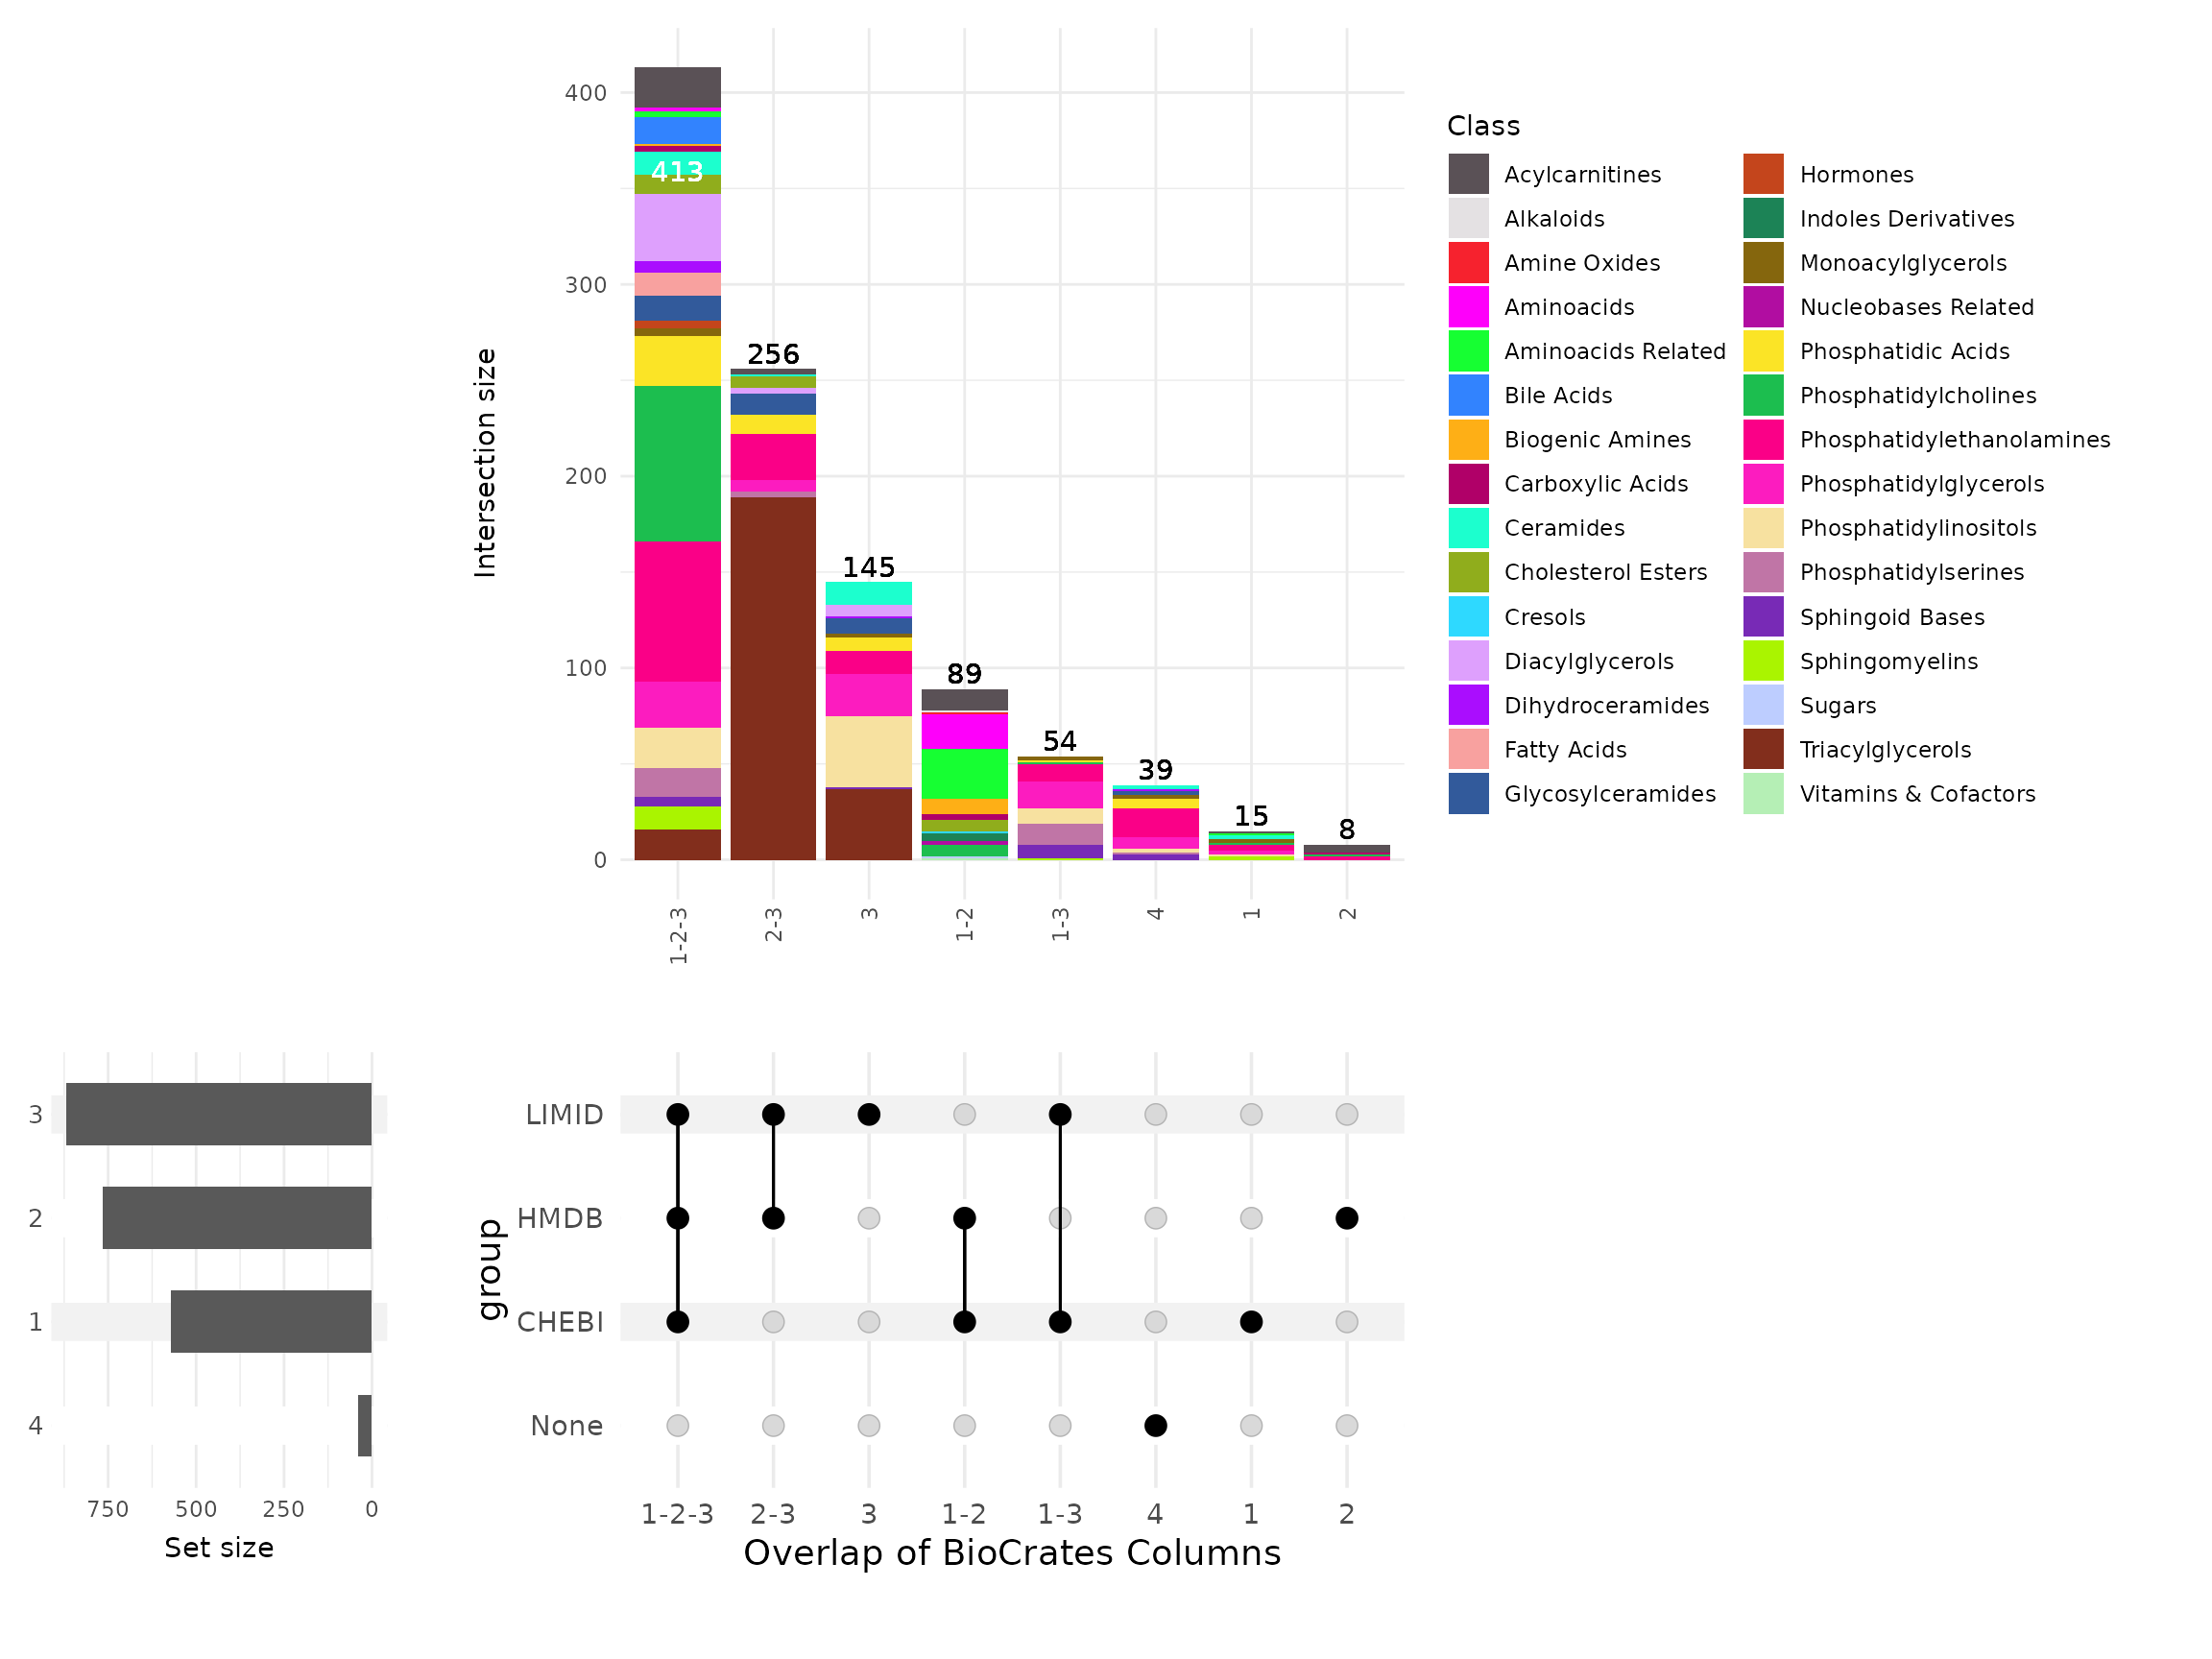 400
300
200
100
0
Intersection size
413
256
145
89
54
39
15
8
1-2-3
2-3
3
1-2
1-3
4
1
2
Class
Acylcarnitines
Alkaloids
Amine Oxides
Aminoacids
Aminoacids Related
Bile Acids
Biogenic Amines
Carboxylic Acids
Ceramides
Cholesterol Esters
Cresols
Diacylglycerols
Dihydroceramides
Fatty Acids
Glycosylceramides
Hormones
Indoles Derivatives
Monoacylglycerols
Nucleobases Related
Phosphatidic Acids
Phosphatidylcholines
Phosphatidylethanolamines
Phosphatidylglycerols
Phosphatidylinositols
Phosphatidylserines
Sphingoid Bases
Sphingomyelins
Sugars
Triacylglycerols
Vitamins & Cofactors
3
2
1
4
750 500 250 0
Set size
group
LIMID
HMDB
CHEBI
None
1-2-3 2-3 3 1-2 1-3 4 1 2
Overlap of BioCrates Columns